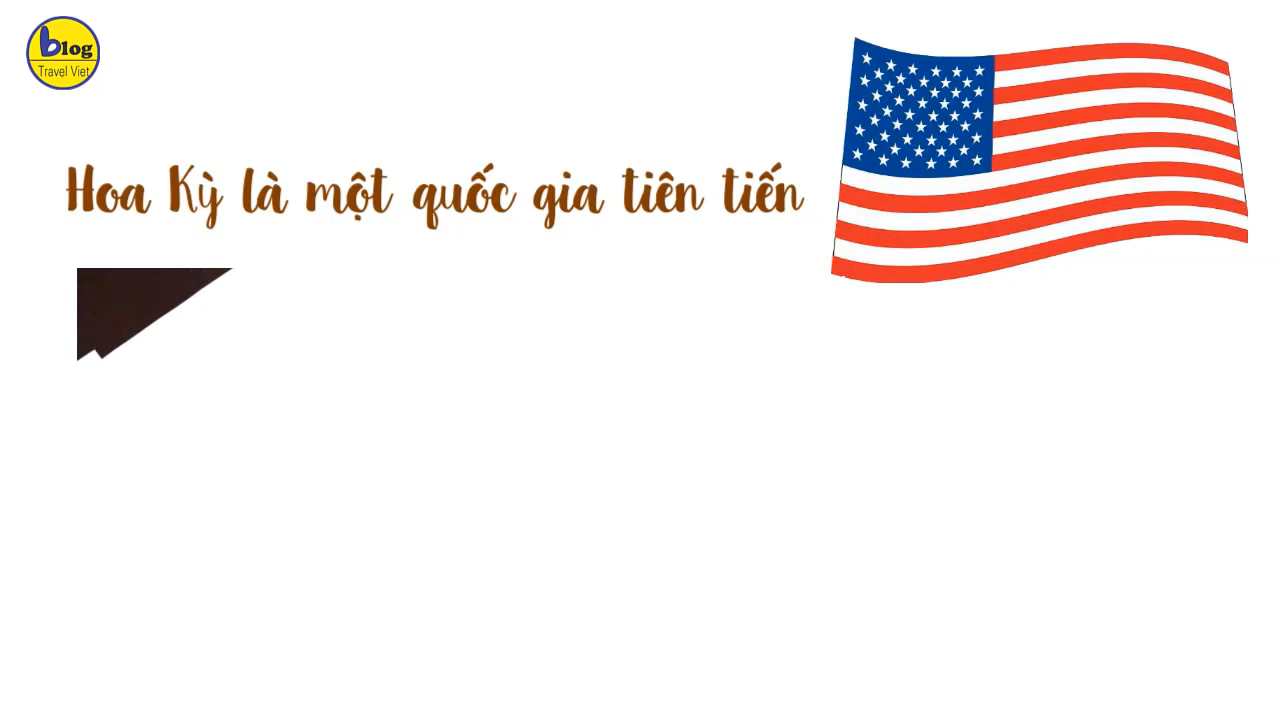 blog
Travel Viet
Hoa Kỳ là một quốc gia tiên tiến